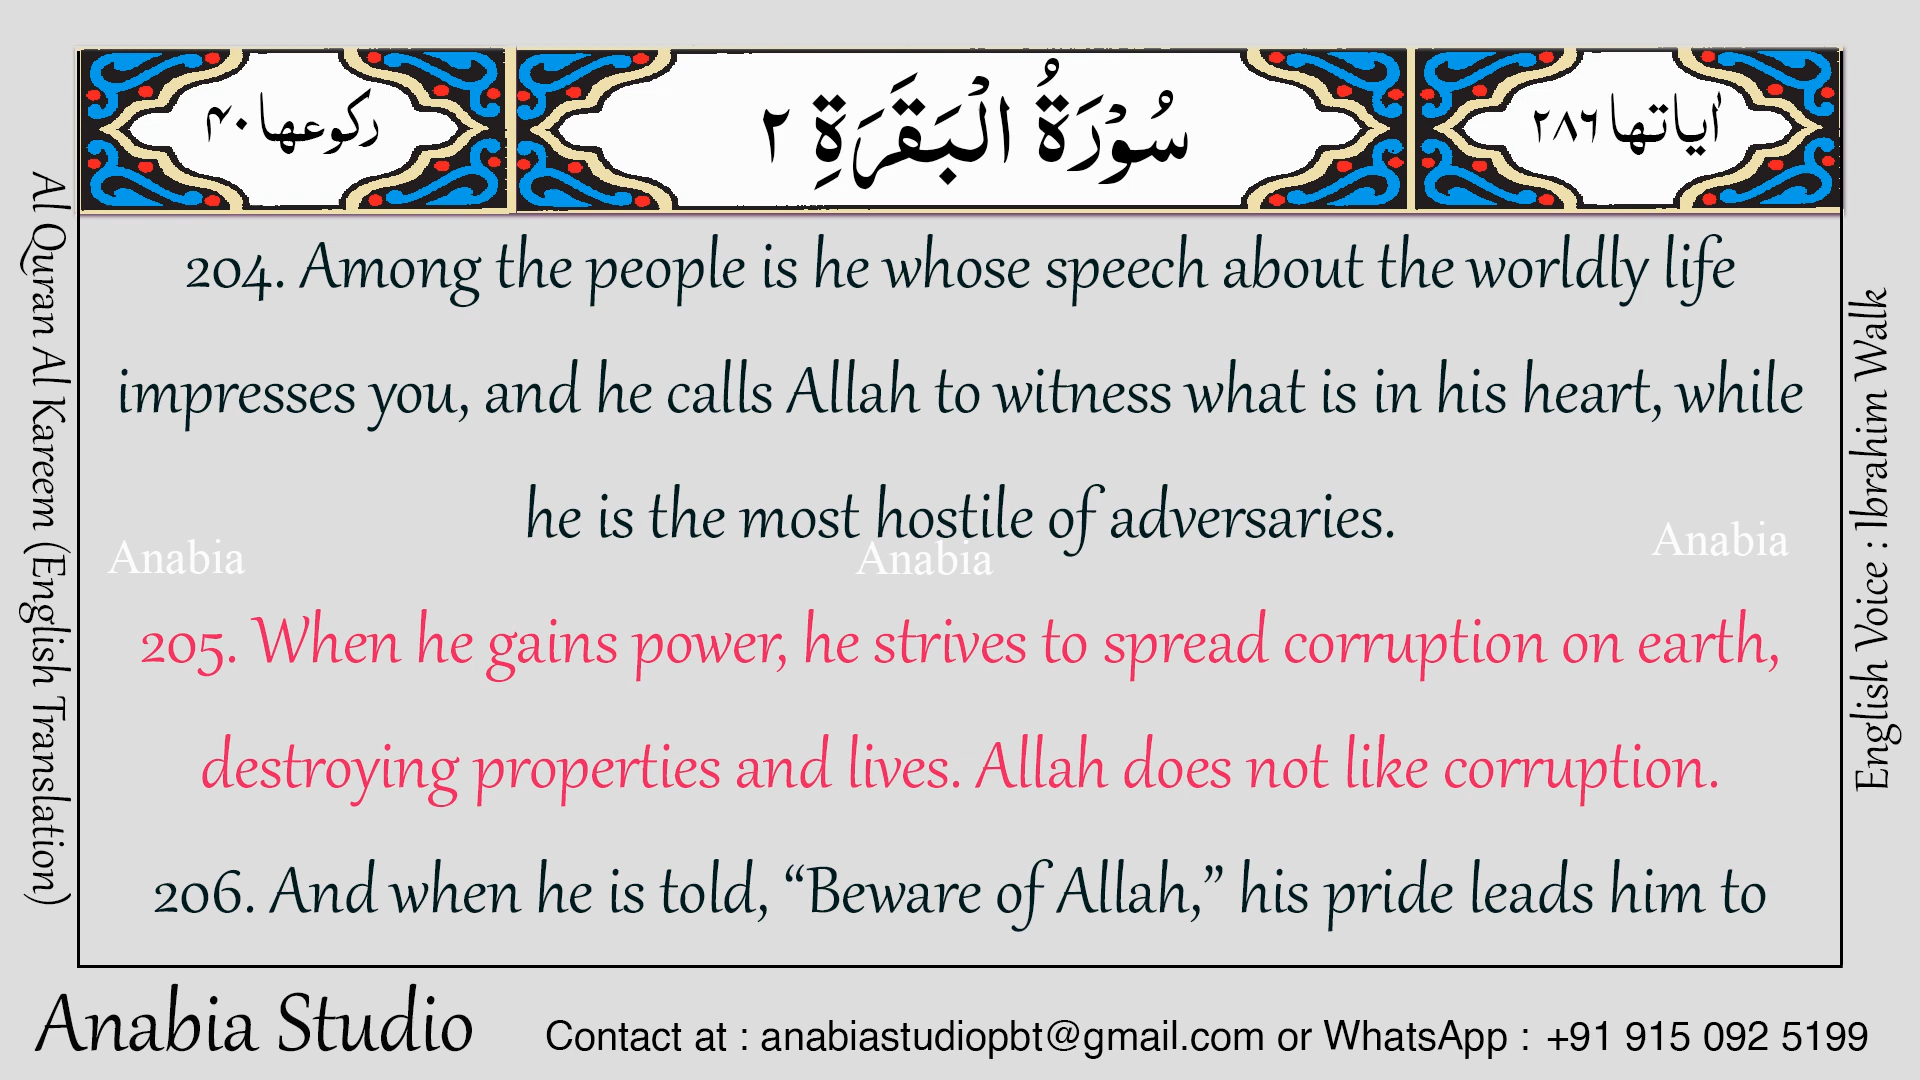 اٰیاتها ۲۸٦
سُوْرَةُ الْبَقَرَةِ ۲
ركوعها ۴۰
204. Among the people is he whose speech about the worldly life
impresses you, and he calls Allah to witness what is in his heart, while
he is the most hostile of adversaries.
Anabia
Anabia
Anabia
205. When he gains power, he strives to spread corruption on earth,
destroying properties and lives. Allah does not like corruption.
206. And when he is told, “Beware of Allah,” his pride leads him to
Al Quran Al Kareem (English Translation)
English Voice : Ibrahim Walk
Anabia Studio
Contact at : anabiastudiopbt@gmail.com or WhatsApp : +91 915 092 5199